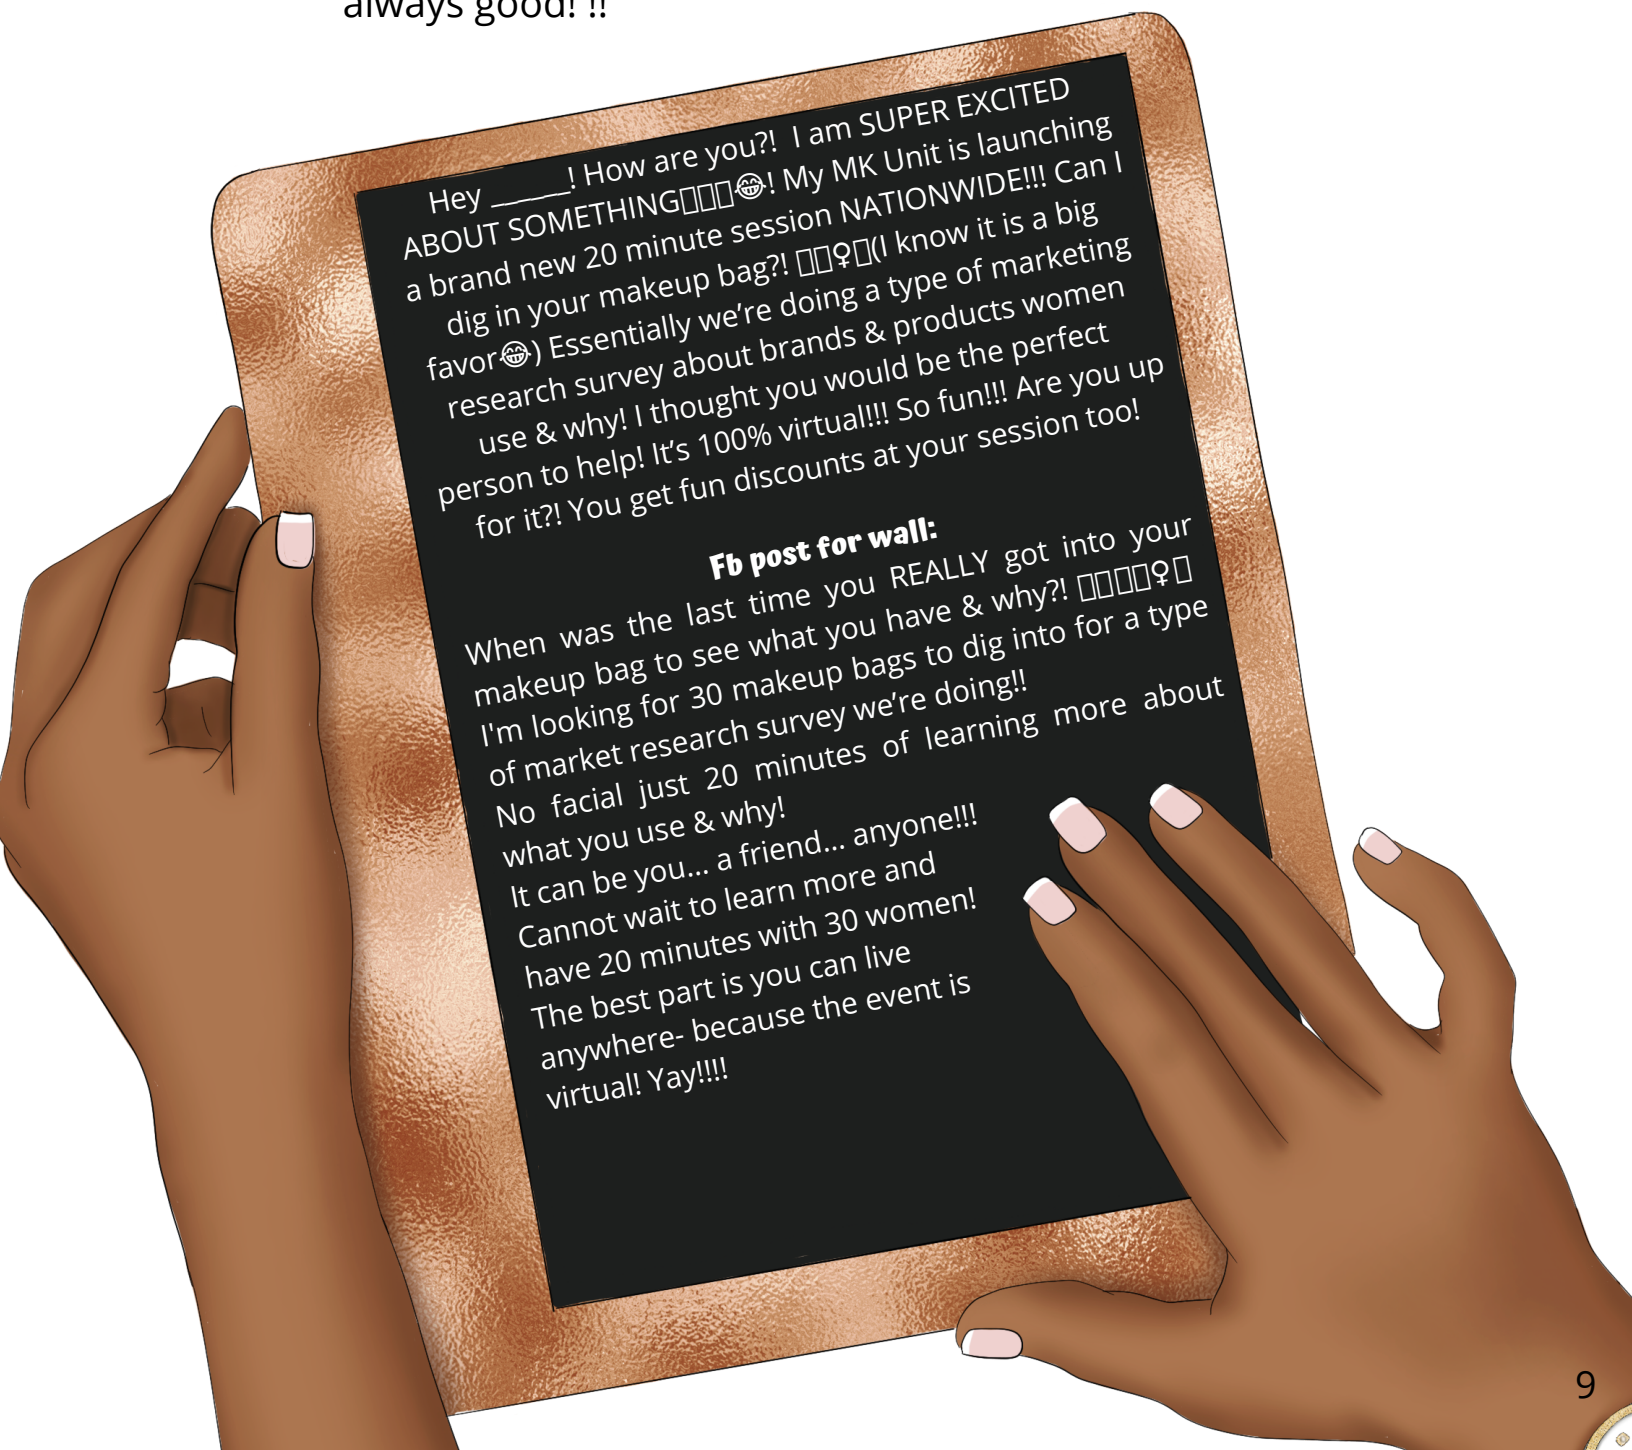 always good! !!
Hey ______! How are you?!  I am SUPER EXCITED
ABOUT SOMETHING▯▯▯😂! My MK Unit is launching
a brand new 20 minute session NATIONWIDE!!! Can I
dig in your makeup bag?! ▯▯♀▯(I know it is a big
favor😂) Essentially we’re doing a type of marketing
research survey about brands & products women
use & why! I thought you would be the perfect
person to help! It’s 100% virtual!!! So fun!!! Are you up
for it?! You get fun discounts at your session too!
Fb post for wall:
When was the last time you REALLY got into your
makeup bag to see what you have & why?! ▯▯▯▯♀▯
I'm looking for 30 makeup bags to dig into for a type
of market research survey we’re doing!!
No facial just 20 minutes of learning more about
what you use & why!
It can be you... a friend... anyone!!!
Cannot wait to learn more and
have 20 minutes with 30 women!
The best part is you can live
anywhere- because the event is
virtual! Yay!!!!
9